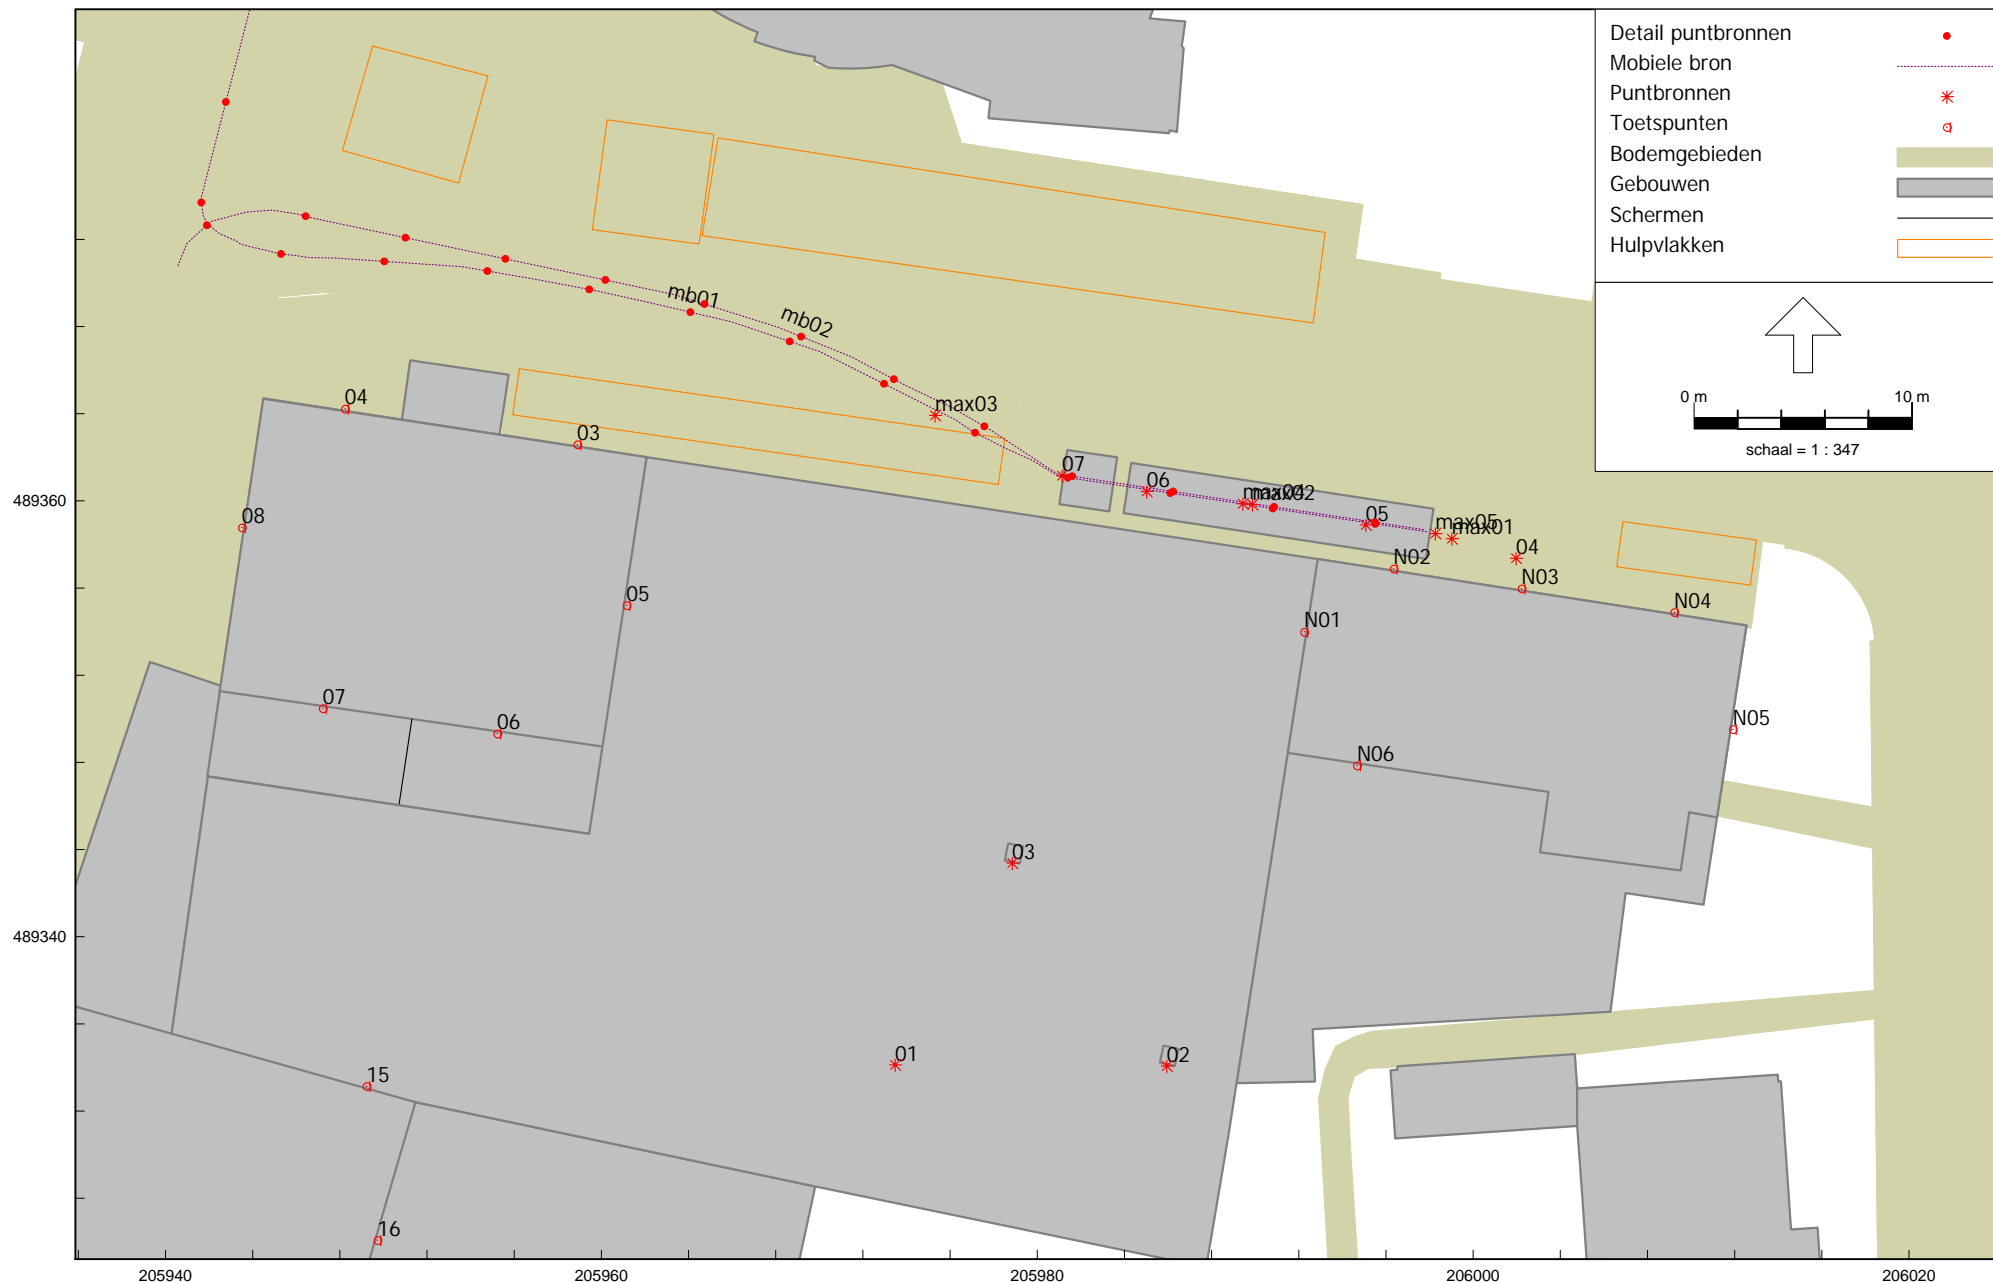 Detail puntbronnen
Mobiele bron
Puntbronnen
Toetspunten
Bodemgebieden
Gebouwen
Schermen
Hulpvlakken
0 m
10 m
schaal = 1 : 347
mb01
mb02
04
max03
03
07
06
max04
max02
05
max05
max01
04
08
N02
N03
N04
05
N01
07
06
N05
N06
03
01
02
15
16
489360
489340
205940
205960
205980
206000
206020